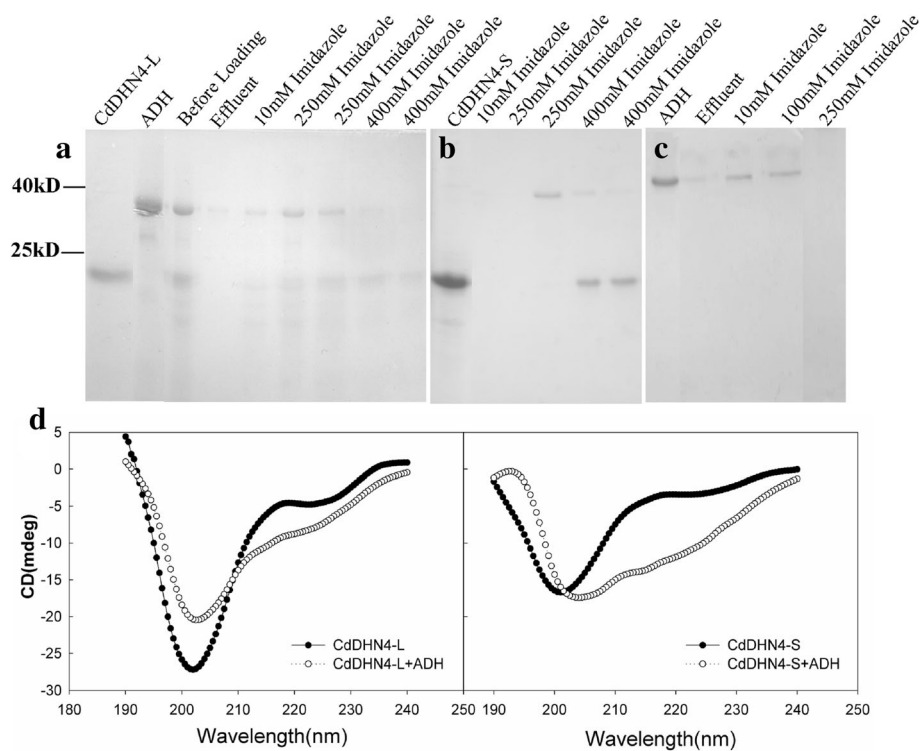 CdDHN4-L
ADH
Before Loading
Effluent
10mM Imidazole
250mM Imidazole
250mM Imidazole
400mM Imidazole
400mM Imidazole
CdDHN4-S
10mM Imidazole
250mM Imidazole
250mM Imidazole
400mM Imidazole
400mM Imidazole
ADH
Effluent
10mM Imidazole
100mM Imidazole
250mM Imidazole
a
b
c
40kD
25kD
d
5
0
-5
-10
-15
-20
-25
-30
CD(mdeg)
CdDHN4-L
CdDHN4-L+ADH
CdDHN4-S
CdDHN4-S+ADH
180 190 200 210 220 230 240 250 190 200 210 220 230 240 250
Wavelength(nm) Wavelength(nm)